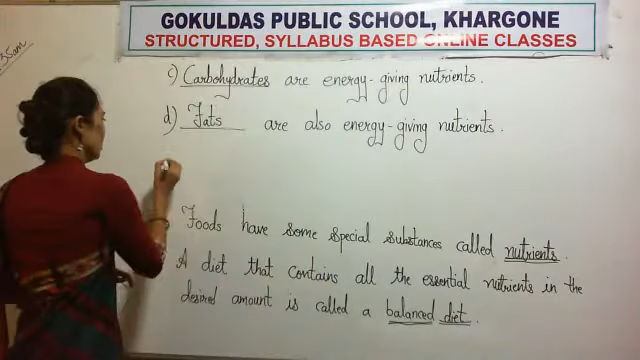 GOKULDAS PUBLIC SCHOOL, KHARGONE
STRUCTURED, SYLLABUS BASED ONLINE CLASSES
35am
c) Carbohydrates are energy-giving nutrients.
d) Fats are also energy-giving nutrients.
Foods have some special substances called nutrients.
A diet that contains all the essential nutrients in the
desired amount is called a balanced diet.